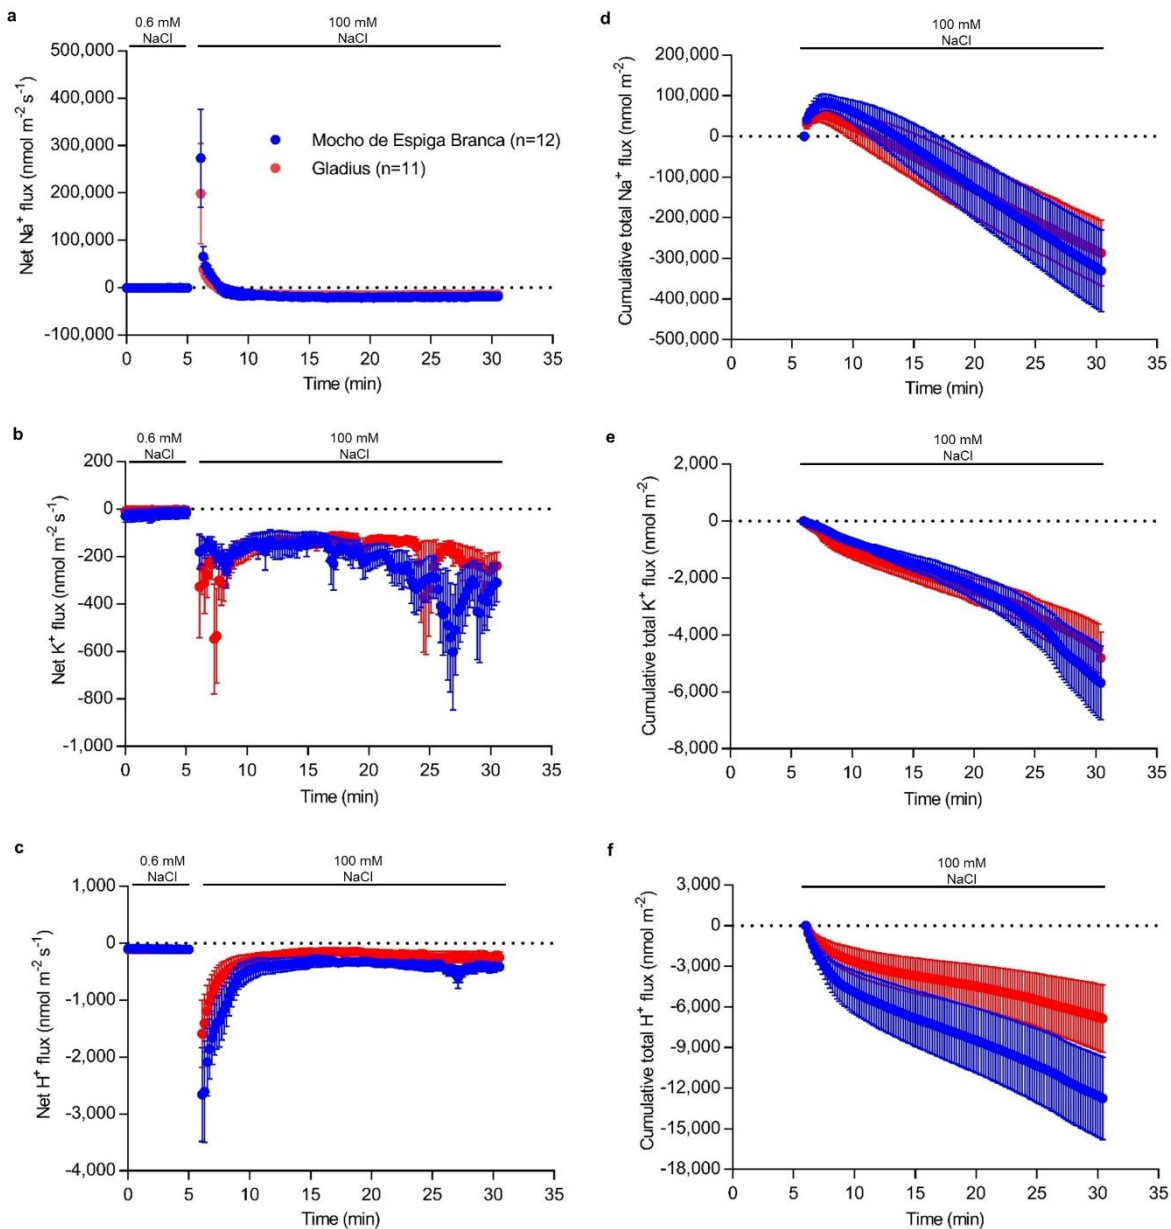 a
0.6 mM
NaCl
100 mM
NaCl
500,000
400,000
300,000
200,000
100,000
0
-100,000
Net Na⁺ flux (nmol m⁻² s⁻¹)
Mocho de Espiga Branca (n=12)
Gladius (n=11)
0 5 10 15 20 25 30 35
Time (min)
b
0.6 mM
NaCl
100 mM
NaCl
200
0
-200
-400
-600
-800
-1,000
Net K⁺ flux (nmol m⁻² s⁻¹)
0 5 10 15 20 25 30 35
Time (min)
c
0.6 mM
NaCl
100 mM
NaCl
1,000
0
-1,000
-2,000
-3,000
-4,000
Net H⁺ flux (nmol m⁻² s⁻¹)
0 5 10 15 20 25 30 35
Time (min)
d
100 mM
NaCl
200,000
100,000
0
-100,000
-200,000
-300,000
-400,000
-500,000
Cumulative total Na⁺ flux (nmol m⁻²)
0 5 10 15 20 25 30 35
Time (min)
e
100 mM
NaCl
2,000
0
-2,000
-4,000
-6,000
-8,000
Cumulative total K⁺ flux (nmol m⁻²)
0 5 10 15 20 25 30 35
Time (min)
f
100 mM
NaCl
3,000
0
-3,000
-6,000
-9,000
-12,000
-15,000
-18,000
Cumulative total H⁺ flux (nmol m⁻²)
0 5 10 15 20 25 30 35
Time (min)